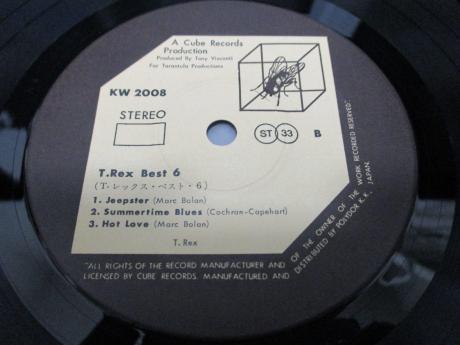 A Cube Records
Production
Produced By Tony Visconti
For Tarantula Productions
KW 2008
STEREO
ST 33 B
T.Rex Best 6
(T・レックス・ベスト・6)
1. Jeepster (Marc Bolan)
2. Summertime Blues (Cochran-Capehart)
3. Hot Love (Marc Bolan)
T. Rex
"ALL RIGHTS OF THE RECORD MANUFACTURER AND
OF THE OWNER OF THE WORK RECORDED RESERVED."
LICENSED BY CUBE RECORDS. MANUFACTURED AND
DISTRIBUTED BY POLYDOR K.K., JAPAN.